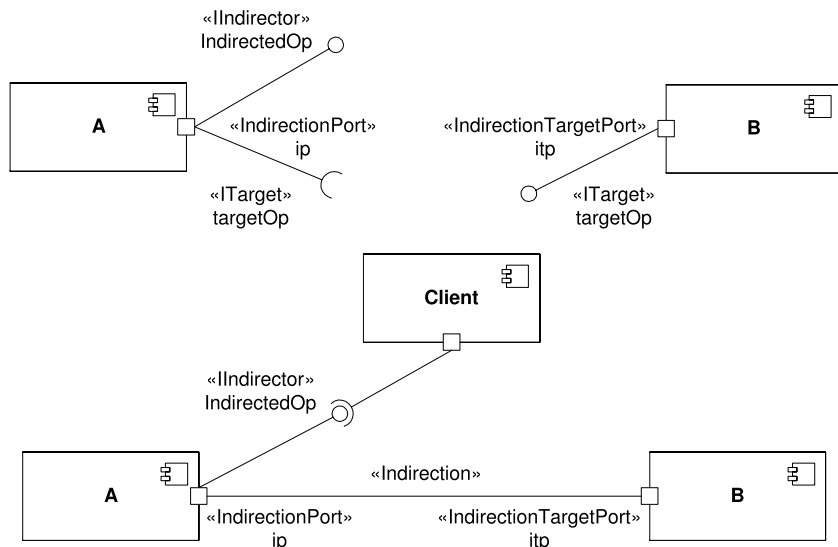 «IIndirector»
IndirectedOp
A
«IndirectionPort»
ip
«ITarget»
targetOp
«IndirectionTargetPort»
itp
B
«ITarget»
targetOp
Client
«IIndirector»
IndirectedOp
A
«Indirection»
B
«IndirectionPort»
ip
«IndirectionTargetPort»
itp